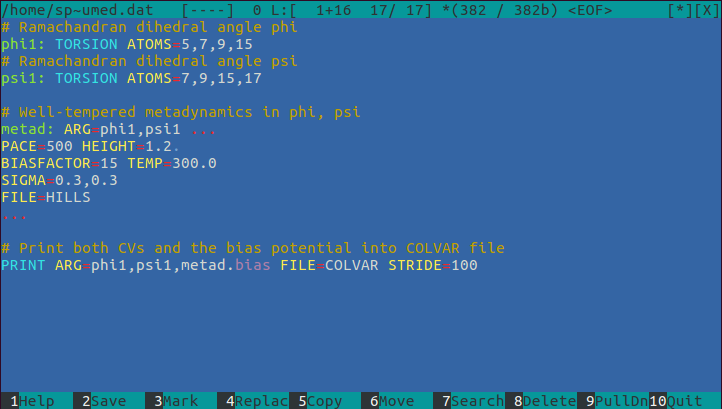 /home/sp~umed.dat   [----]  0 L:[  1+16  17/ 17] *(382 / 382b) <EOF>      [*][X]
# Ramachandran dihedral angle phi
phi1: TORSION ATOMS=5,7,9,15
# Ramachandran dihedral angle psi
psi1: TORSION ATOMS=7,9,15,17
# Well-tempered metadynamics in phi, psi
metad: ARG=phi1,psi1 ...
PACE=500 HEIGHT=1.2.
BIASFACTOR=15 TEMP=300.0
SIGMA=0.3,0.3
FILE=HILLS
...
# Print both CVs and the bias potential into COLVAR file
PRINT ARG=phi1,psi1,metad.bias FILE=COLVAR STRIDE=100
1Help  2Save  3Mark  4Replac 5Copy  6Move  7Search 8Delete 9PullDn 10Quit